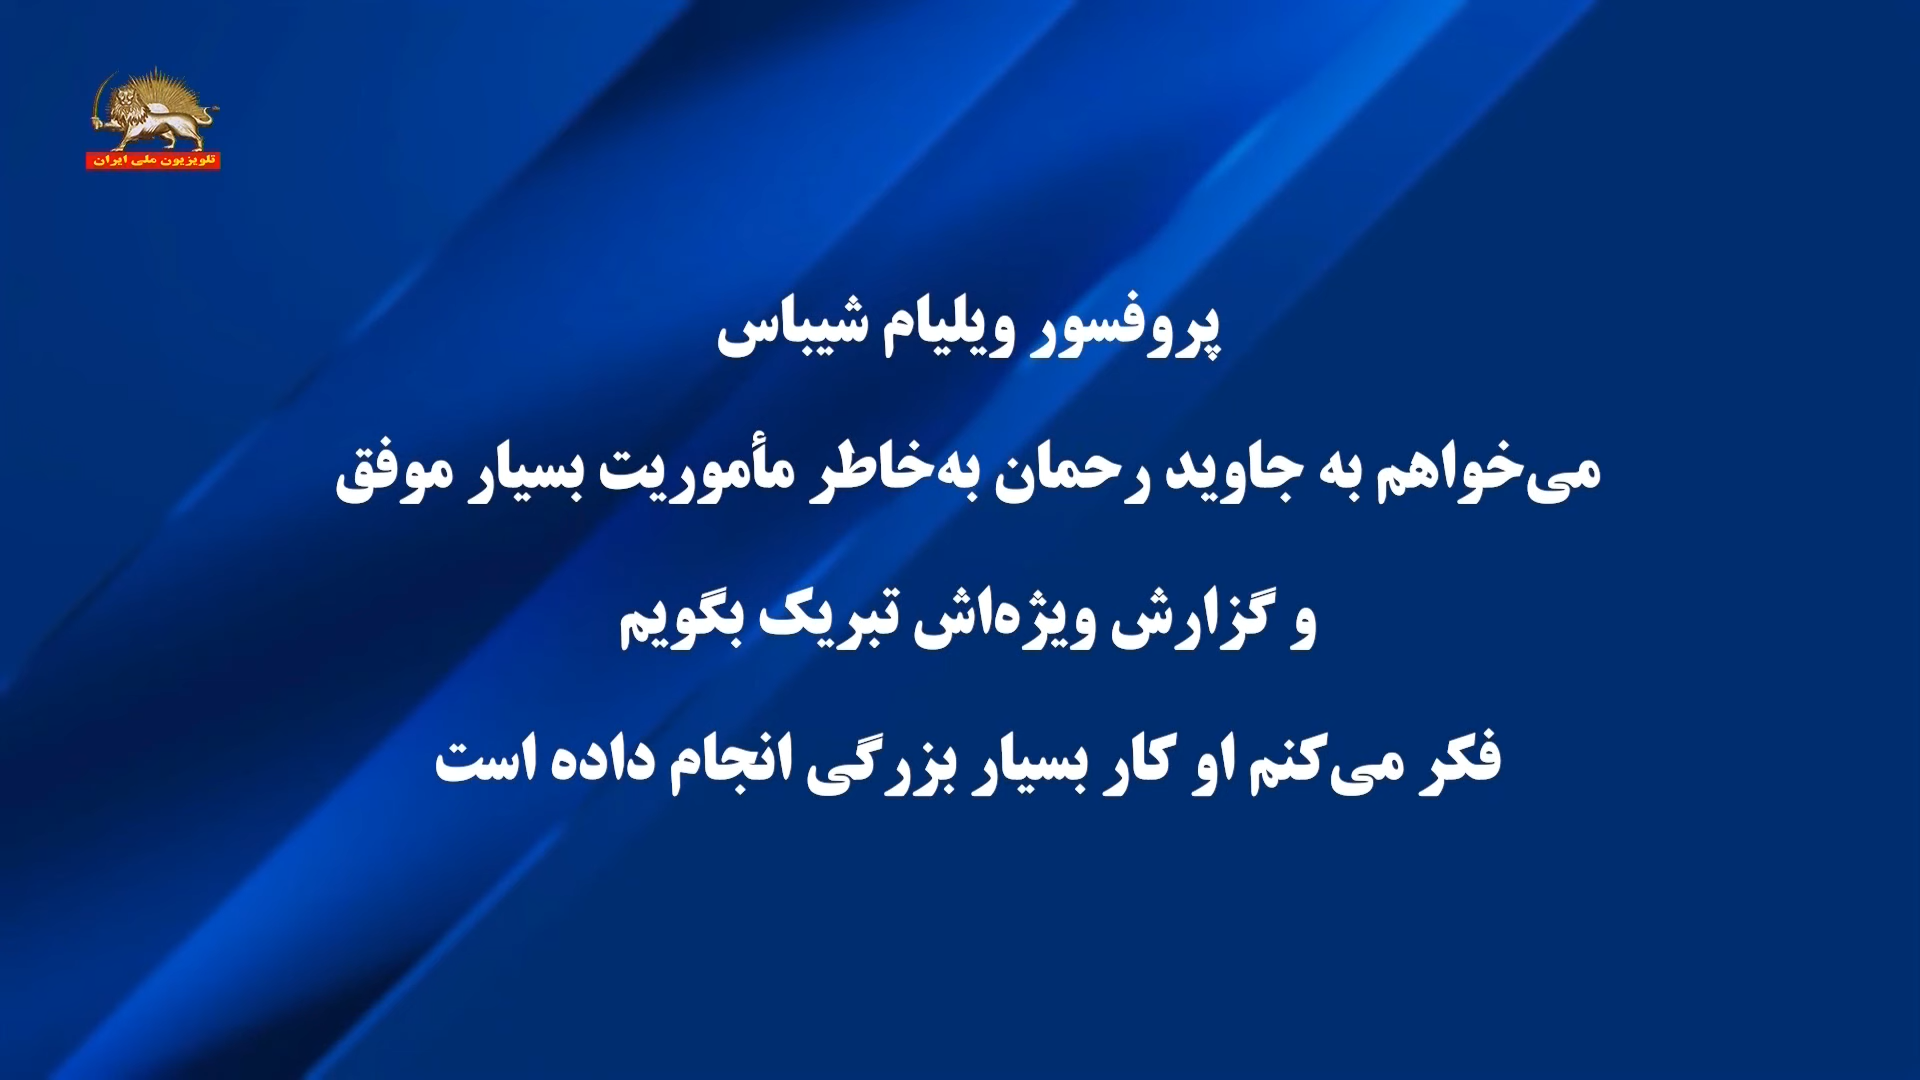 تلویزیون ملی ایران
پروفسور ویلیام شیباس
می‌خواهم به جاوید رحمان به‌خاطر مأموریت بسیار موفق
و گزارش ویژه‌اش تبریک بگویم
فکر می‌کنم او کار بسیار بزرگی انجام داده است